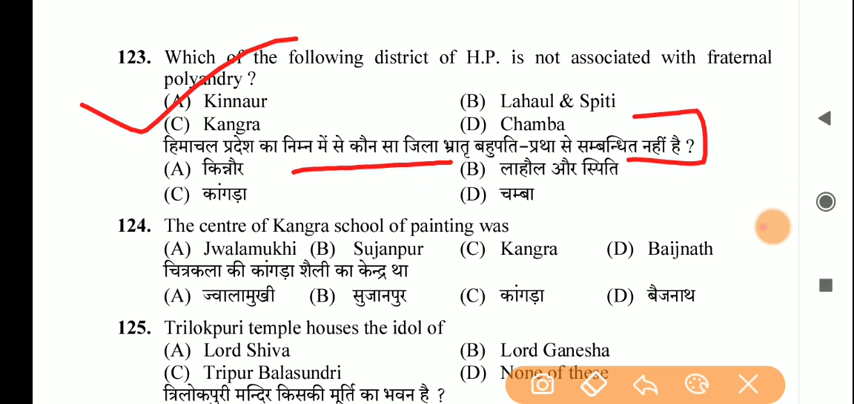 123. Which of the following district of H.P. is not associated with fraternal
polyandry ?
(A) Kinnaur (B) Lahaul & Spiti
(C) Kangra (D) Chamba
हिमाचल प्रदेश का निम्न में से कौन सा जिला भ्रातृ बहुपति-प्रथा से सम्बन्धित नहीं है ?
(A) किन्नौर (B) लाहौल और स्पिति
(C) कांगड़ा (D) चम्बा
124. The centre of Kangra school of painting was
(A) Jwalamukhi (B) Sujanpur (C) Kangra (D) Baijnath
चित्रकला की कांगड़ा शैली का केन्द्र था
(A) ज्वालामुखी (B) सुजानपुर (C) कांगड़ा (D) बैजनाथ
125. Trilokpuri temple houses the idol of
(A) Lord Shiva (B) Lord Ganesha
(C) Tripur Balasundri (D) None of these
त्रिलोकपुरी मन्दिर किसकी मूर्ति का भवन है ?